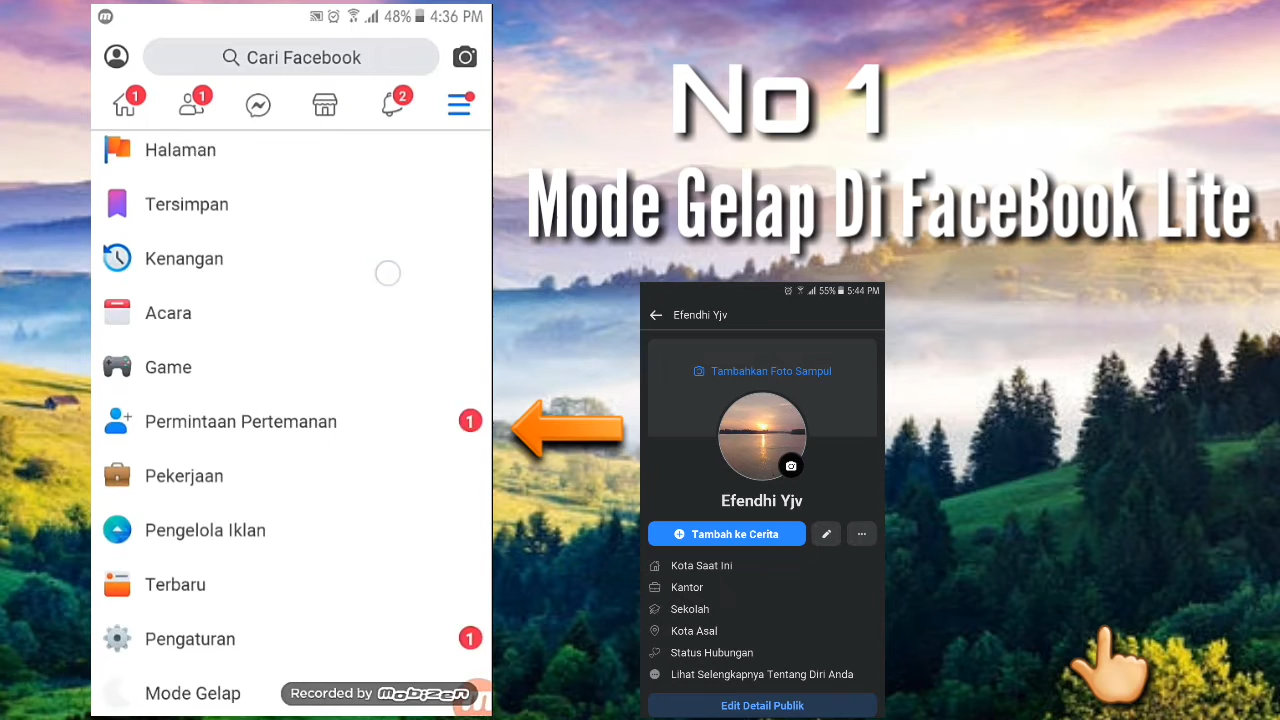 48% 4:36 PM
Cari Facebook
1
1
2
Halaman
Tersimpan
Kenangan
Acara
Game
Permintaan Pertemanan 1
Pekerjaan
Pengelola Iklan
Terbaru
Pengaturan 1
Mode Gelap
Recorded by Mobizen
No 1
Mode Gelap Di FaceBook Lite
55% 5:44 PM
Efendhi Yjv
Tambahkan Foto Sampul
Efendhi Yjv
Tambah ke Cerita
Kota Saat Ini
Kantor
Sekolah
Kota Asal
Status Hubungan
Lihat Selengkapnya Tentang Diri Anda
Edit Detail Publik